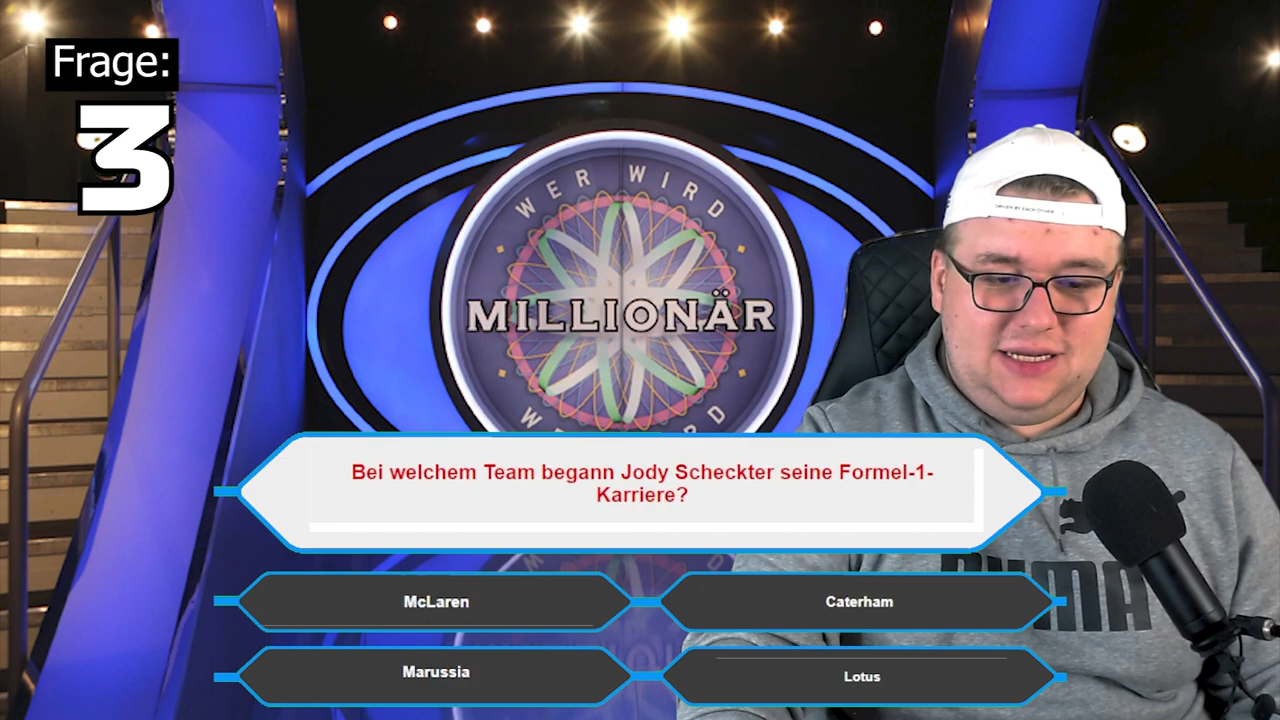 Frage:
3
WER WIRD
MILLIONÄR
Bei welchem Team begann Jody Scheckter seine Formel-1-
Karriere?
McLaren
Caterham
Marussia
Lotus
PUMA